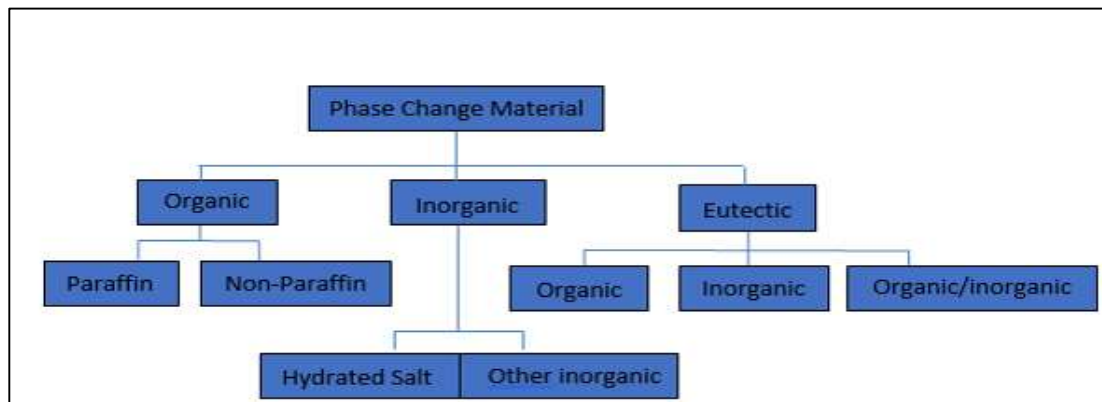 Phase Change Material
Organic
Inorganic
Eutectic
Paraffin
Non-Paraffin
Organic
Inorganic
Organic/inorganic
Hydrated Salt
Other inorganic